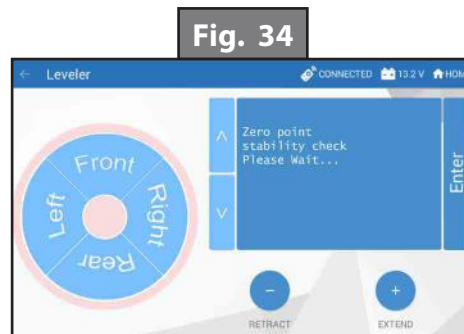 Fig. 34
Leveler
CONNECTED 13.2 V HOM
Front
Left
Right
Rear
Zero point
stability check
Please Wait...
Enter
RETRACT
EXTEND